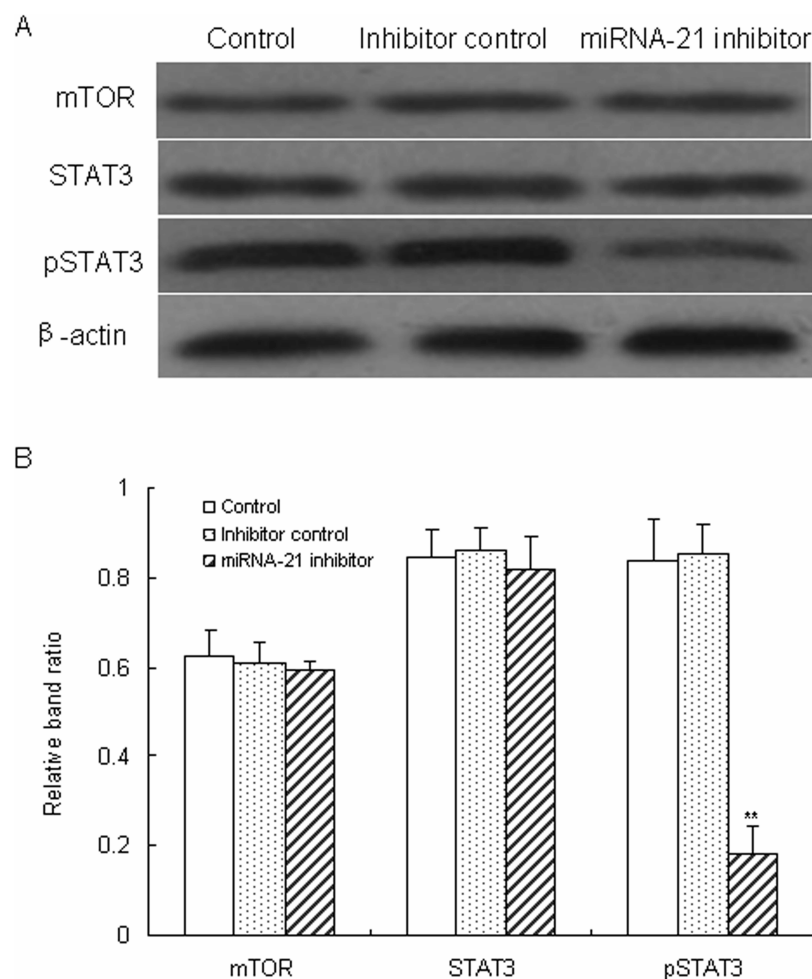 A
Control Inhibitor control miRNA-21 inhibitor
mTOR
STAT3
pSTAT3
β-actin
B
1
0.8
0.6
0.4
0.2
0
Relative band ratio
Control
Inhibitor control
miRNA-21 inhibitor
**
mTOR STAT3 pSTAT3